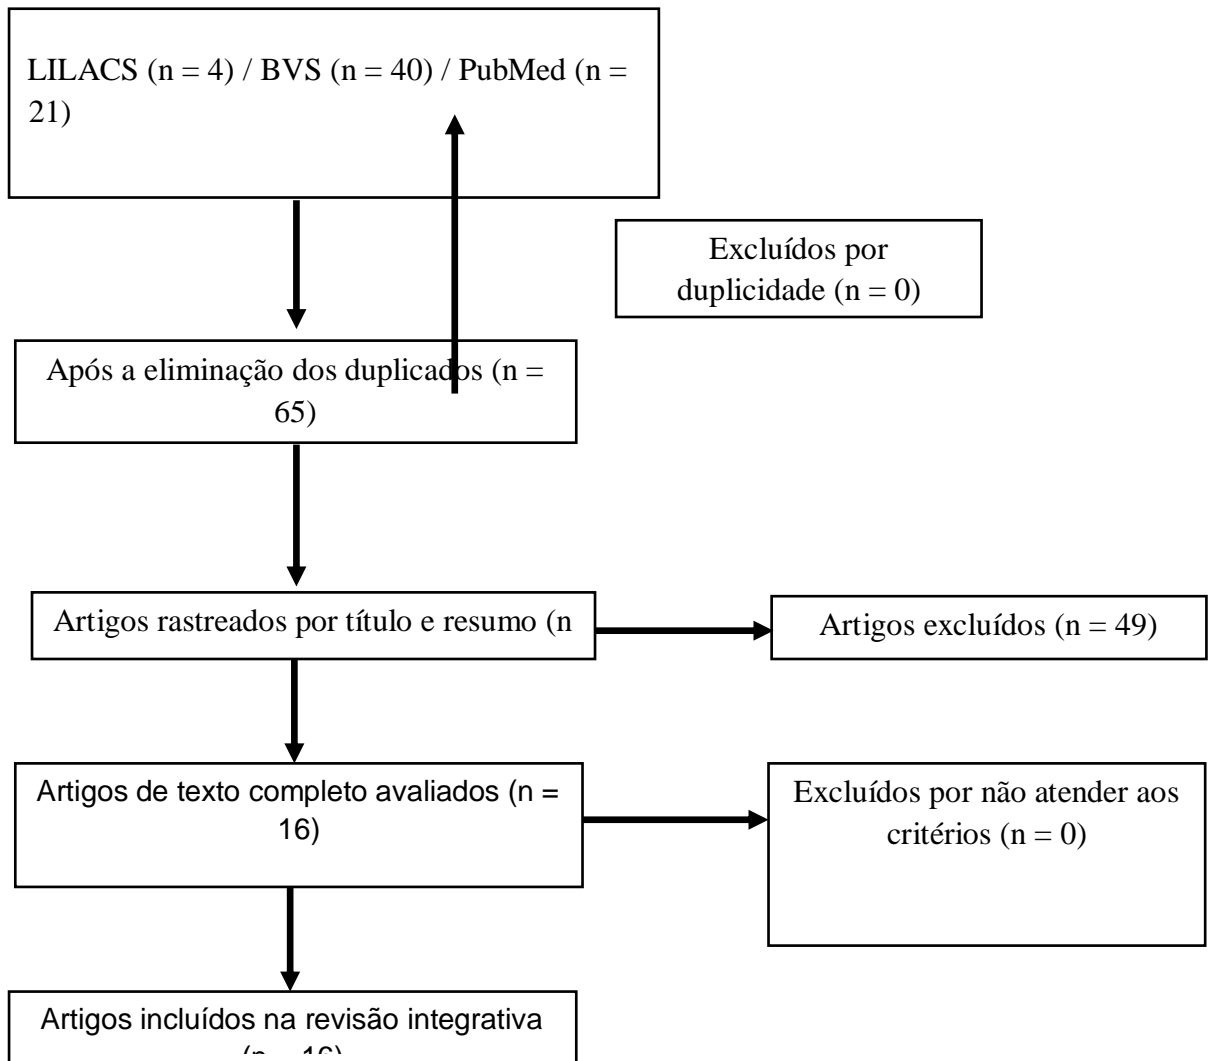 LILACS (n = 4) / BVS (n = 40) / PubMed (n =
21)
Excluídos por
duplicidade (n = 0)
Após a eliminação dos duplicados (n =
65)
Artigos rastreados por título e resumo (n
Artigos excluídos (n = 49)
Artigos de texto completo avaliados (n =
16)
Excluídos por não atender aos
critérios (n = 0)
Artigos incluídos na revisão integrativa
(n = 16)